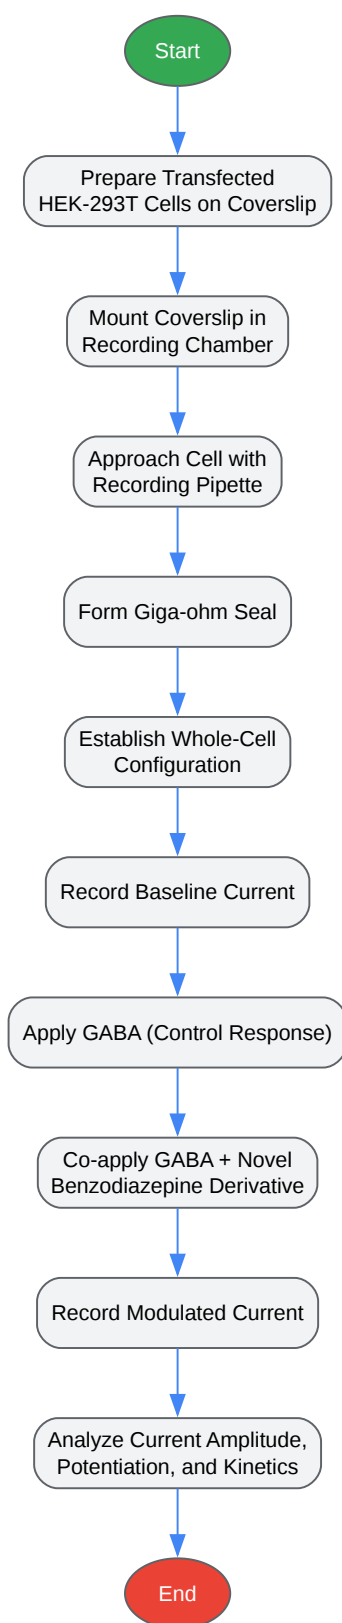 Start
Prepare Transfected
HEK-293T Cells on Coverslip
Mount Coverslip in
Recording Chamber
Approach Cell with
Recording Pipette
Form Giga-ohm Seal
Establish Whole-Cell
Configuration
Record Baseline Current
Apply GABA (Control Response)
Co-apply GABA + Novel
Benzodiazepine Derivative
Record Modulated Current
Analyze Current Amplitude,
Potentiation, and Kinetics
End